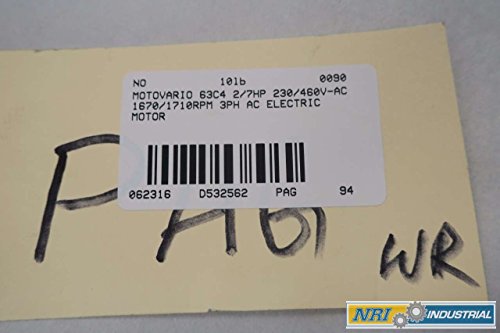 NO 10lb 0090
MOTOVARIO 63C4 2/7HP 230/460V-AC
1670/1710RPM 3PH AC ELECTRIC
MOTOR
062316 D532562 PAG 94
PAG
WR
NRI INDUSTRIAL